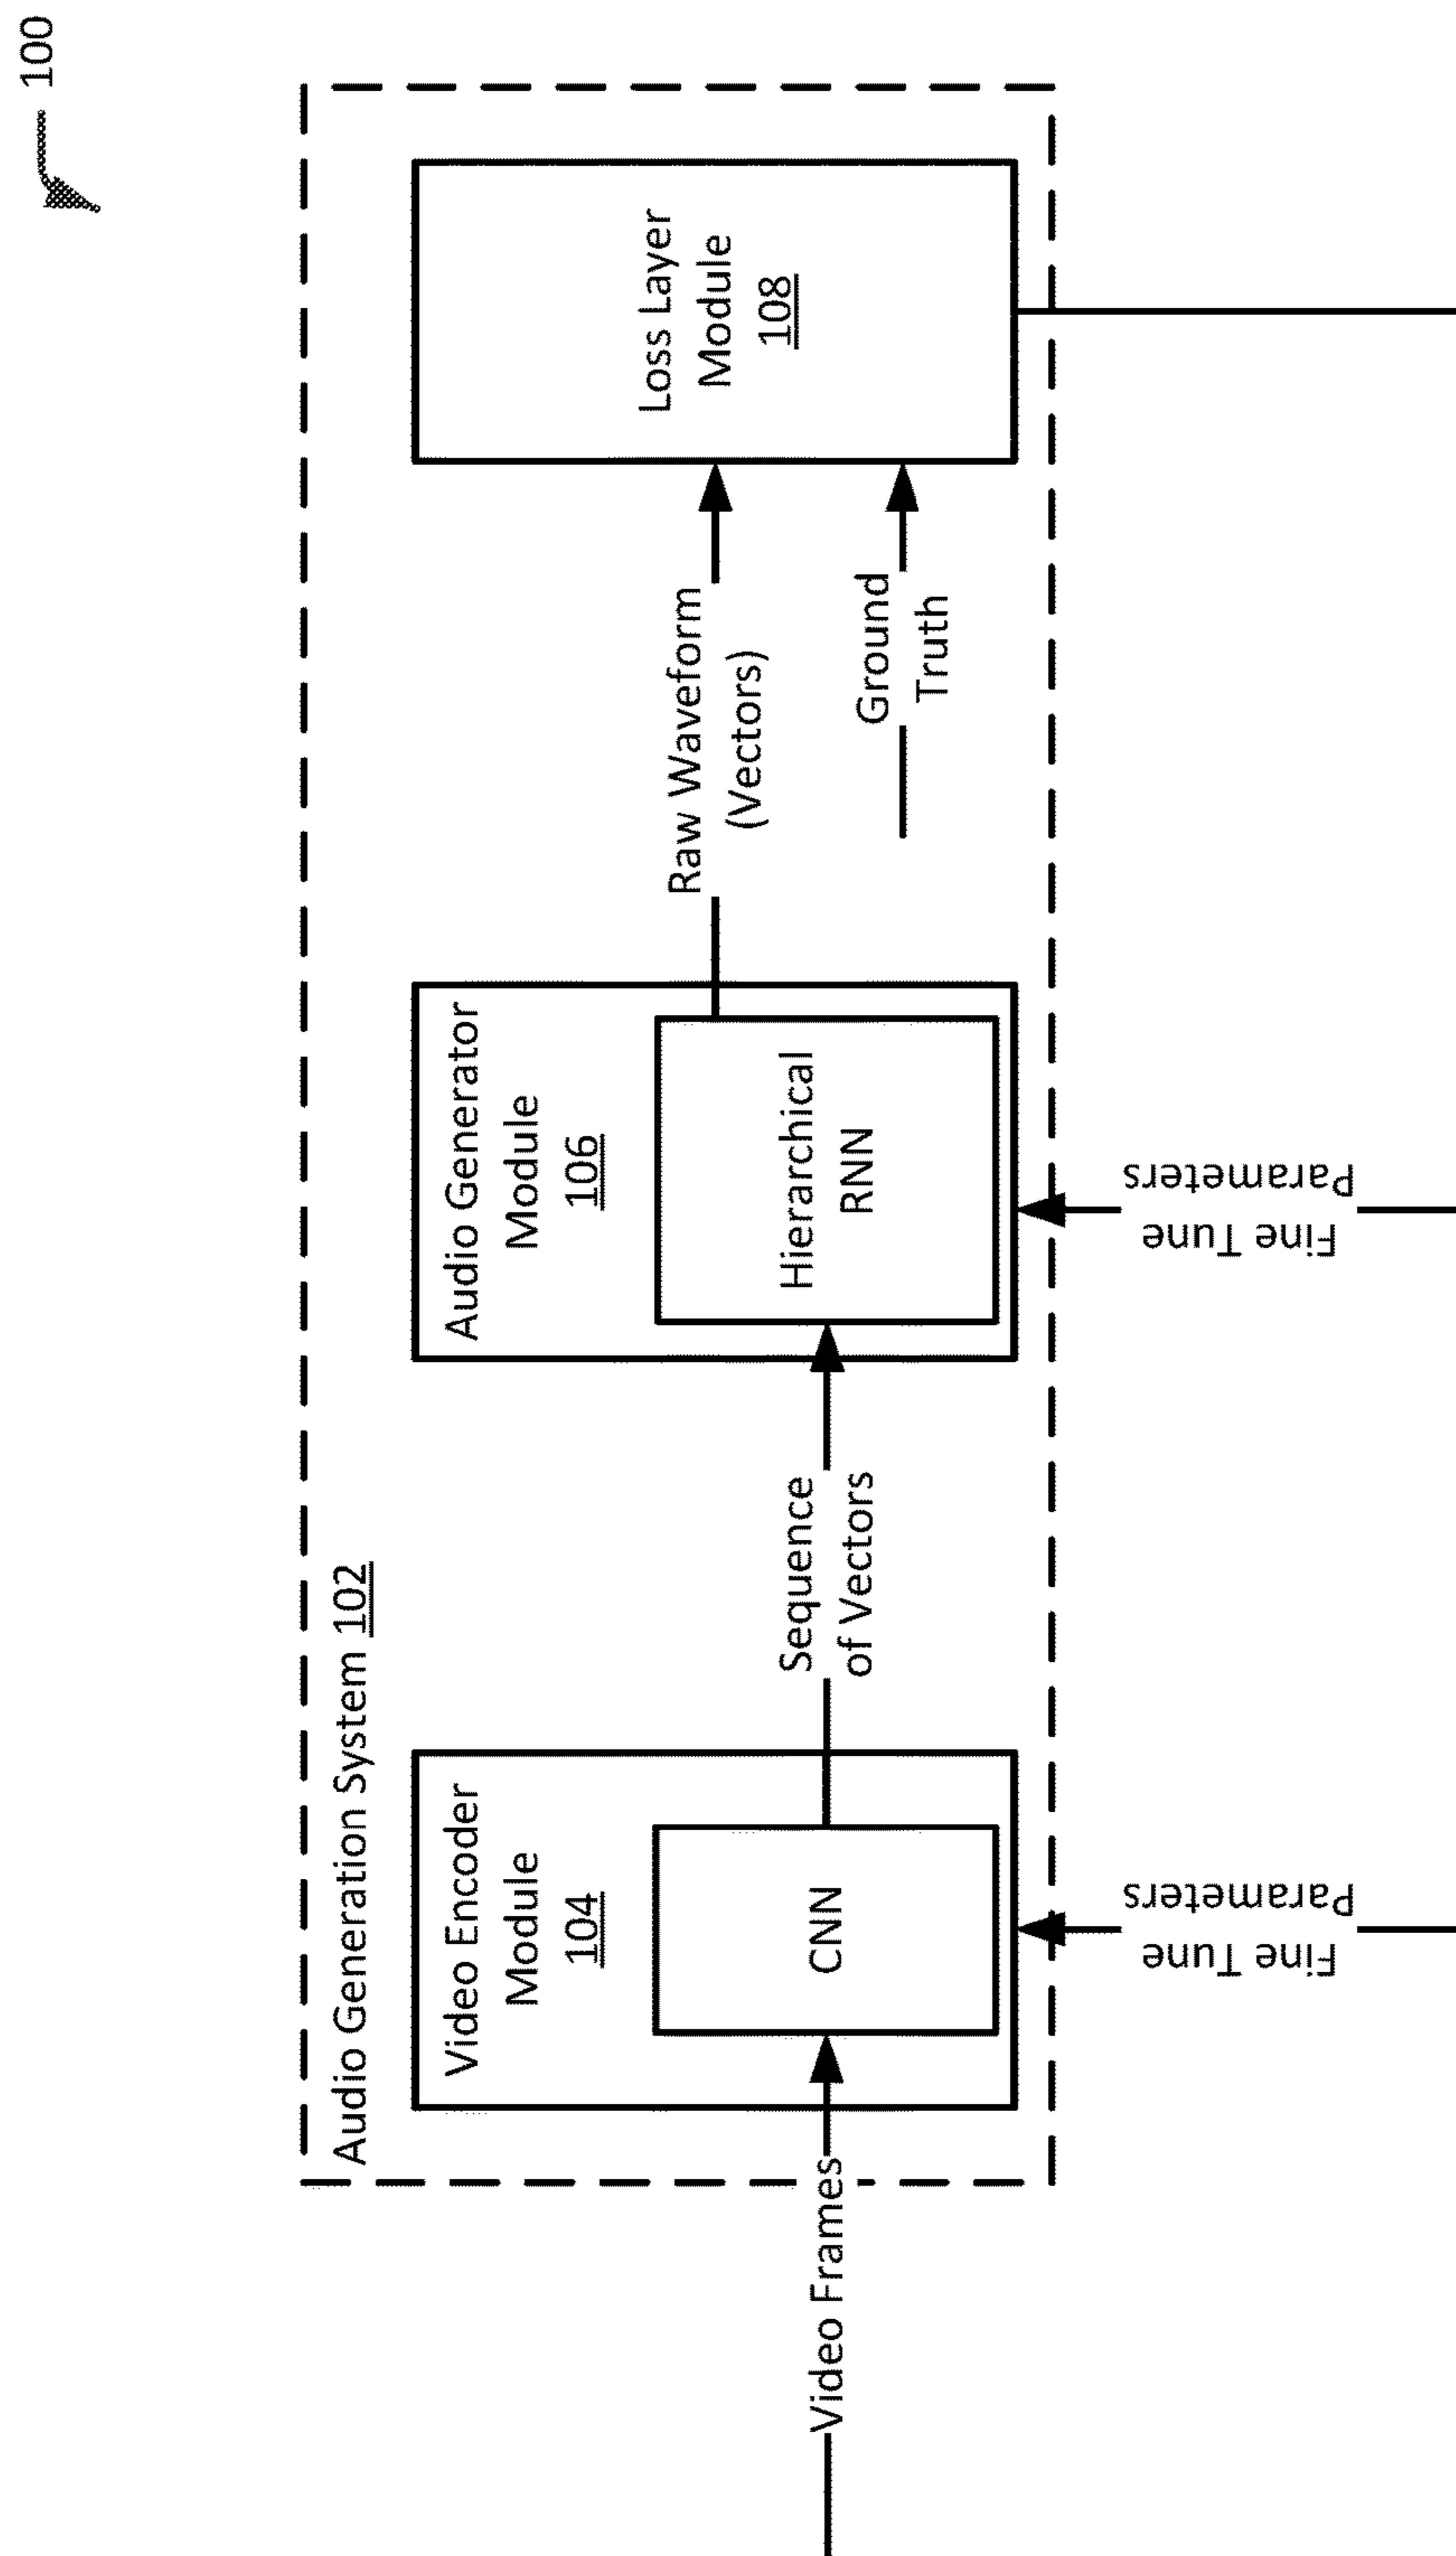 100
Audio Generation System 102
Video Frames
Video Encoder
Module
104
CNN
Sequence
of Vectors
Audio Generator
Module
106
Hierarchical
RNN
Raw Waveform
(Vectors)
Ground
Truth
Loss Layer
Module
108
Fine Tune
Parameters
Fine Tune
Parameters